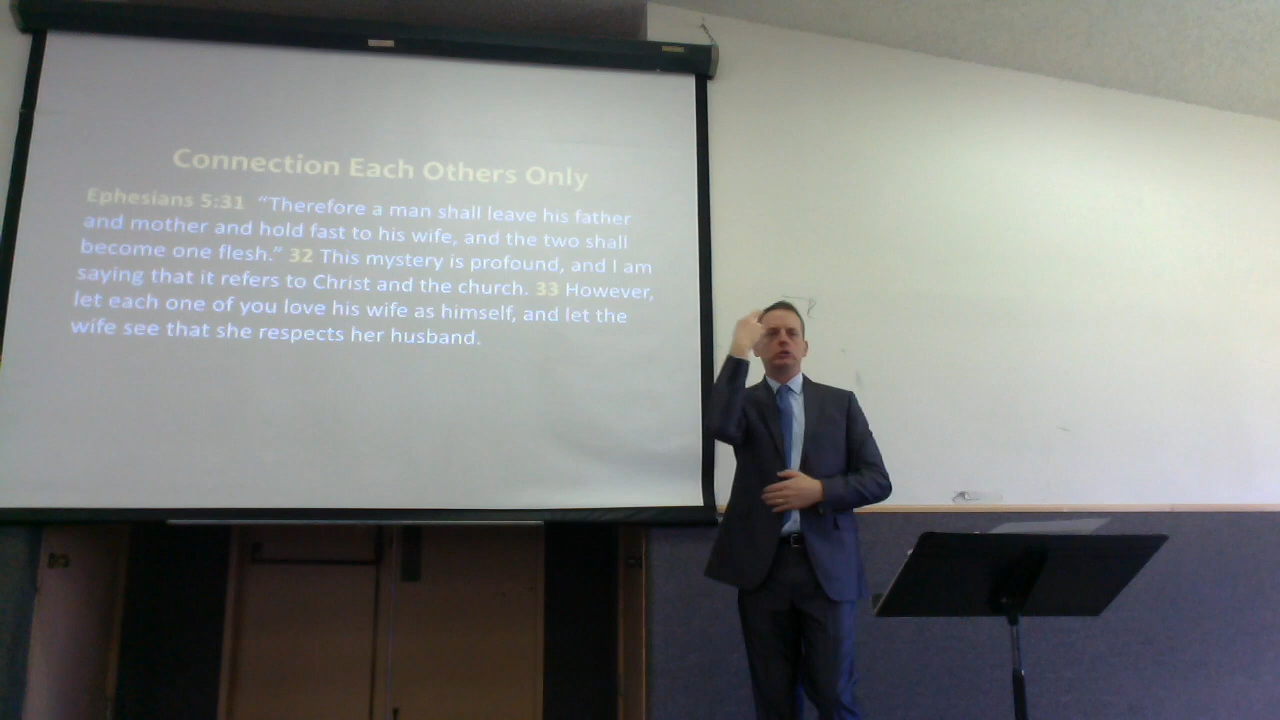 Connection Each Others Only
Ephesians 5:31 “Therefore a man shall leave his father
and mother and hold fast to his wife, and the two shall
become one flesh.” 32 This mystery is profound, and I am
saying that it refers to Christ and the church. 33 However,
let each one of you love his wife as himself, and let the
wife see that she respects her husband.